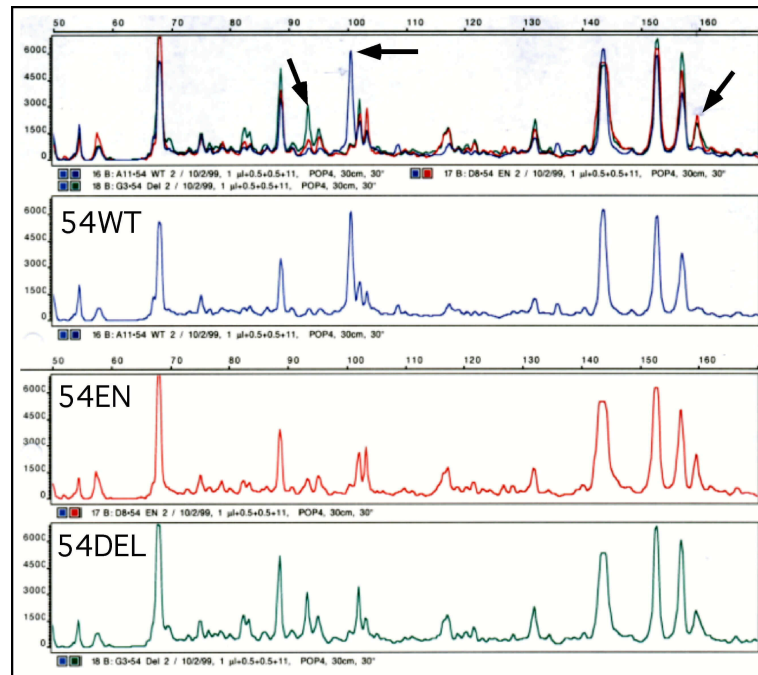 50 60 70 80 90 100 110 120 130 140 150 160
6000
4500
3000
1500
0
16 B: A11•54 WT 2 / 10/2/99, 1 µl+0.5+0.5+11, POP4, 30cm, 30° 17 B: D8•54 EN 2 / 10/2/99, 1 µl+0.5+0.5+11, POP4, 30cm, 30°
18 B: G3•54 Del 2 / 10/2/99, 1 µl+0.5+0.5+11, POP4, 30cm, 30°
54WT
6000
4500
3000
1500
0
16 B: A11•54 WT 2 / 10/2/99, 1 µl+0.5+0.5+11, POP4, 30cm, 30°
50 60 70 80 90 100 110 120 130 140 150 160
54EN
6000
4500
3000
1500
0
17 B: D8•54 EN 2 / 10/2/99, 1 µl+0.5+0.5+11, POP4, 30cm, 30°
54DEL
6000
4500
3000
1500
0
18 B: G3•54 Del 2 / 10/2/99, 1 µl+0.5+0.5+11, POP4, 30cm, 30°